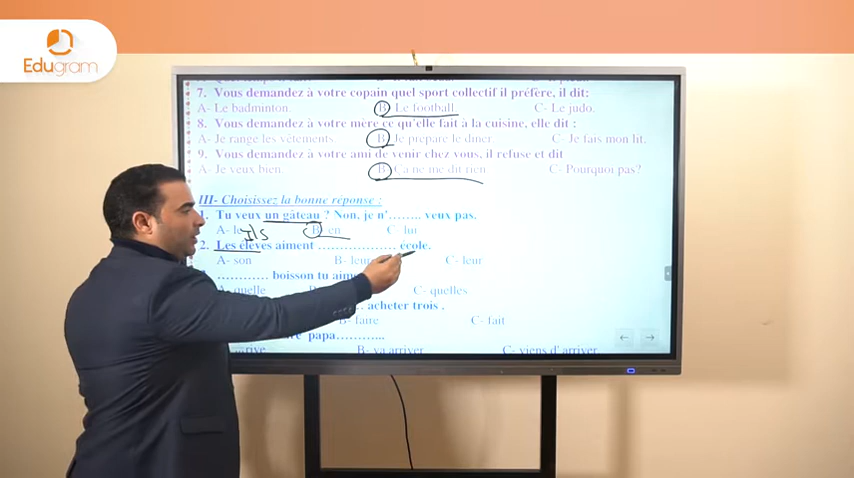 Edugram
7. Vous demandez à votre copain quel sport collectif il préfère, il dit:
A- Le badminton. B- Le football. C- Le judo.
8. Vous demandez à votre mère ce qu'elle fait à la cuisine, elle dit :
A- Je range les vêtements. B- Je prépare le dîner C- Je fais mon lit.
9. Vous demandez à votre ami de venir chez vous, il refuse et dit
A- Je veux bien. B- Ça ne me dit rien C- Pourquoi pas?
III- Choisissez la bonne réponse :
1. Tu veux un gâteau ? Non, je n'........ veux pas.
A- le B- en C- lui
Ils
2. Les élèves aiment .................. école.
A- son B- leurs C- leur
............ boisson tu
A- quelle C- quelles
acheter trois .
B- faire C- fait
papa...........
B- va arriver C- viens d' arriver.